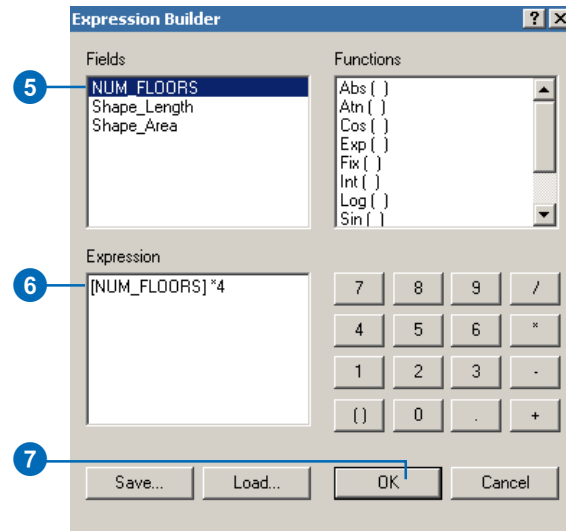 Expression Builder
? X
Fields
Functions
5
NUM_FLOORS
Shape_Length
Shape_Area
Abs ( )
Atn ( )
Cos ( )
Exp ( )
Fix ( )
Int ( )
Log ( )
Sin ( )
Expression
6
[NUM_FLOORS] *4
7 8 9 /
4 5 6 *
1 2 3 -
( ) 0 . +
7
Save... Load... OK Cancel